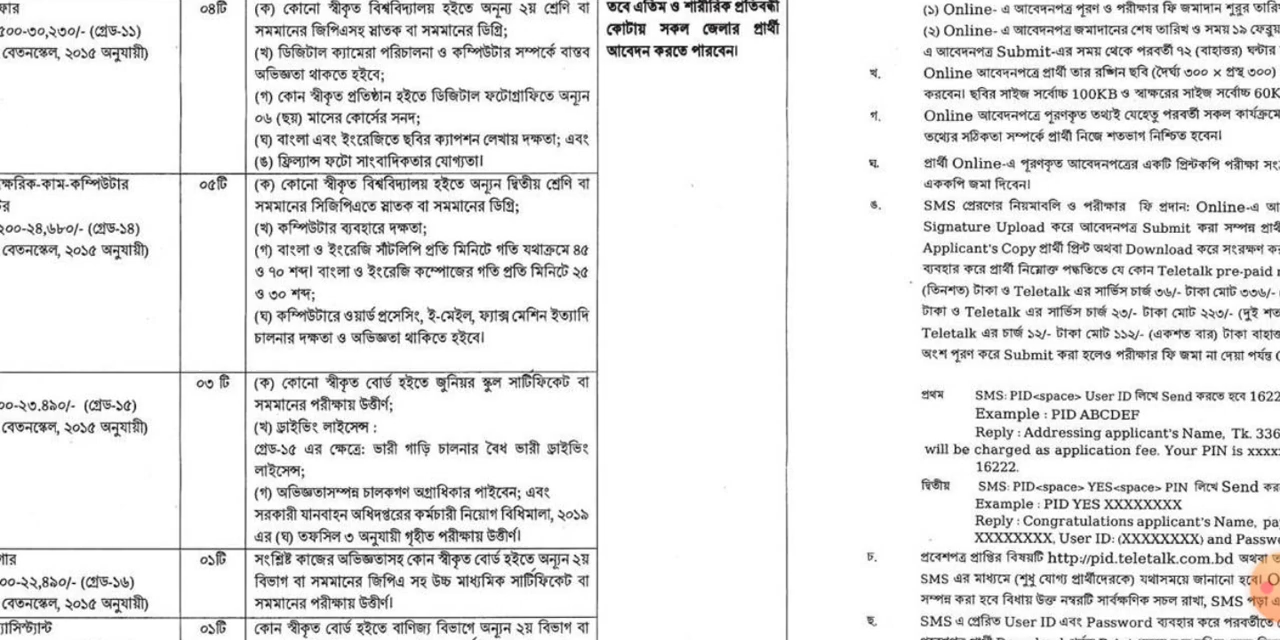 ০৪টি
(ক) কোনো স্বীকৃত বিশ্ববিদ্যালয় হইতে অন্যূন ২য় শ্রেণি বা
সমমানের জিপিএসহ স্নাতক বা সমমান ডিগ্রি;
(খ) ডিজিটাল ক্যামেরা পরিচালনা ও কম্পিউটার সম্পর্কে বাস্তব
অভিজ্ঞতা থাকতে হইবে;
(গ) কোন স্বীকৃত প্রতিষ্ঠান হইতে ডিজিটাল ফটোগ্রাফিতে অন্যূন
০৬ (ছয়) মাসের কোর্সের সনদ;
(ঘ) বাংলা এবং ইংরেজিতে ছবির ক্যাপশন লেখায় দক্ষতা; এবং
(ঙ) ফ্রিল্যান্স ফটো সাংবাদিকতার যোগ্যতা।
৫০০-৩০,২৩০/- (গ্রেড-১১)
বেতনস্কেল, ২০১৫ অনুযায়ী)
তবে এতিম ও শারীরিক প্রতিবন্ধী
কোটায় সকল জেলার প্রার্থী
আবেদন করতে পারবেন।
ক্ষরিক-কাম-কম্পিউটার
২০০-২৪,৬৮০/- (গ্রেড-১৪)
বেতনস্কেল, ২০১৫ অনুযায়ী)
০৫টি
(ক) কোনো স্বীকৃত বিশ্ববিদ্যালয় হইতে অন্যূন দ্বিতীয় শ্রেণি বা
সমমানের সিজিপিএতে স্নাতক বা সমমানের ডিগ্রি;
(খ) কম্পিউটার ব্যবহারে দক্ষতা;
(গ) বাংলা ও ইংরেজি সাঁটলিপি প্রতি মিনিটে গতি যথাক্রমে ৪৫
ও ৭০ শব্দ। বাংলা ও ইংরেজি কম্পোজের গতি প্রতি মিনিটে ২৫
ও ৩০ শব্দ;
(ঘ) কম্পিউটারে ওয়ার্ড প্রসেসিং, ই-মেইল, ফ্যাক্স মেশিন ইত্যাদি
চালনার দক্ষতা ও অভিজ্ঞতা থাকিতে হইবে।
০০-২৩.৪৯০/- (গ্রেড-১৫)
বেতনস্কেল, ২০১৫ অনুযায়ী)
০৩ টি
(ক) কোনো স্বীকৃত বোর্ড হইতে জুনিয়র স্কুল সার্টিফিকেট বা
সমমানের পরীক্ষায় উত্তীর্ণ;
(খ) ড্রাইভিং লাইসেন্স :
গ্রেড-১৫ এর ক্ষেত্রে: ভারী গাড়ি চালনার বৈধ ভারী ড্রাইভিং
লাইসেন্স;
(গ) অভিজ্ঞতাসম্পন্ন চালকগণ অগ্রাধিকার পাইবেন; এবং
সরকারী যানবাহন অধিদপ্তরের কর্মচারী নিয়োগ বিধিমালা, ২০১৯
এর (ঘ) তফসিল ৩ অনুযায়ী গৃহীত পরীক্ষায় উত্তীর্ণ।
০০-২২,৪৯০/- (গ্রেড-১৬)
বেতনস্কেল, ২০১৫ অনুযায়ী)
০১টি
সংশ্লিষ্ট কাজের অভিজ্ঞতাসহ কোন স্বীকৃত বোর্ড হইতে অন্যূন ২য়
বিভাগ বা সমমানের জিপিএ সহ উচ্চ মাধ্যমিক সার্টিফিকেট বা
সমমানের পরীক্ষায় উত্তীর্ণ।
্যাসিস্ট্যান্ট
০১টি
কোন স্বীকৃত বোর্ড হইতে বাণিজ্য বিভাগে অন্যূন ২য় বিভাগ বা
(১) Online- এ আবেদনপত্র পূরণ ও পরীক্ষার ফি জমাদান শুরুর তারি
(২) Online- এ আবেদনপত্র জমাদানের শেষ তারিখ ও সময় ১৯ ফেব্রু
এ আবেদনপত্র Submit-এর সময় থেকে পরবর্তী ৭২ (বাহাত্তর) ঘন্টার
খ. Online আবেদনপত্রে প্রার্থী তার রঙ্গিন ছবি (দৈর্ঘ্য ৩০০ × প্রস্থ ৩০০)
করবেন। ছবির সাইজ সর্বোচ্চ 100KB ও স্বাক্ষরের সাইজ সর্বোচ্চ 60K
গ. Online আবেদনপত্রে পূরণকৃত তথ্যই যেহেতু পরবর্তী সকল কার্যক্রমে
তথ্যের সঠিকতা সম্পর্কে প্রার্থী নিজে শতভাগ নিশ্চিত হবেন।
ঘ. প্রার্থী Online-এ পূরণকৃত আবেদনপত্রের একটি প্রিন্টকপি পরীক্ষা সং
এককপি জমা দিবেন।
ঙ. SMS প্রেরণের নিয়মাবলি ও পরীক্ষার ফি প্রদান: Online-এ আ
Signature Upload করে আবেদনপত্র Submit করা সম্পন্ন প্রার্থ
Applicant's Copy প্রার্থী প্রিন্ট অথবা Download করে সংরক্ষণ ক
ব্যবহার করে প্রার্থী নিম্নোক্ত পদ্ধতিতে যে কোন Teletalk pre-paid
(তিনশত) টাকা ও Teletalk এর সার্ভিস চার্জ ৩৬/- টাকা মোট ৩৩৬/-
টাকা ও Teletalk এর সার্ভিস চার্জ ২৩/- টাকা মোট ২২৩/- (দুই শত
Teletalk এর চার্জ ১২/- টাকা মোট ১১২/- (একশত বার) টাকা বাহাত্ত
অংশ পূরণ করে Submit করা হলেও পরীক্ষার ফি জমা না দেয়া পর্যন্ত
প্রথম SMS: PID<space> User ID লিখে Send করতে হবে 1622
Example : PID ABCDEF
Reply : Addressing applicant's Name, Tk. 336
will be charged as application fee. Your PIN is xxxx
16222.
দ্বিতীয় SMS: PID<space> YES<space> PIN লিখে Send কর
Example : PID YES XXXXXXXX
Reply : Congratulations applicant's Name, pa
XXXXXXXX, User ID: (XXXXXXXX) and Passw
চ. প্রবেশপত্র প্রাপ্তির বিষয়টি http://pid.teletalk.com.bd অথবা
SMS এর মাধ্যমে (শুধু যোগ্য প্রার্থীদেরকে) যথাসময়ে জানানো হবে।
সম্পন্ন করা হবে বিধায় উক্ত নম্বরটি সার্বক্ষণিক সচল রাখা, SMS পড়া
ছ. SMS এ প্রেরিত User ID এবং Password ব্যবহার করে পরবর্তীতে